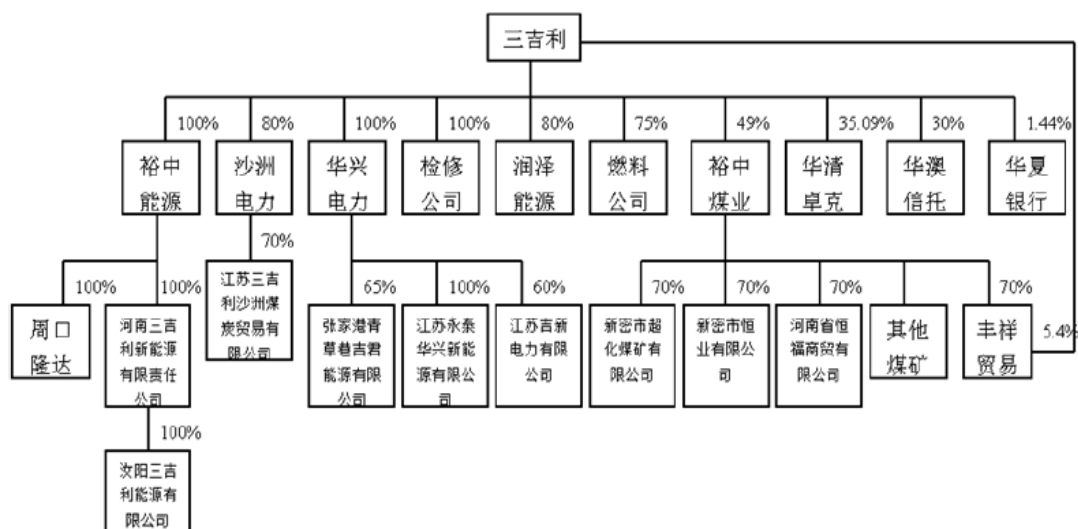 三吉利
100% 80% 100% 100% 80% 75% 49% 35.09% 30% 1.44%
裕中 沙洲 华兴 检修 润泽 燃料 裕中 华清 华澳 华夏
能源 电力 电力 公司 能源 公司 煤业 卓克 信托 银行
70%
100% 100% 65% 100% 60% 70% 70% 70% 70%
江苏三吉
利沙洲煤
炭贸易有
限公司
周口
隆达
河南三吉
利新能源
有限责任
公司
张家港青
草巷吉君
能源有限
公司
江苏永泰
华兴新能
源有限公
司
江苏吉新
电力有限
公司
新密市超
化煤矿有
限公司
新密市恒
业有限公
司
河南省恒
福商贸有
限公司
其他
煤矿
丰祥
贸易
5.4%
100%
汝阳三吉
利能源有
限公司